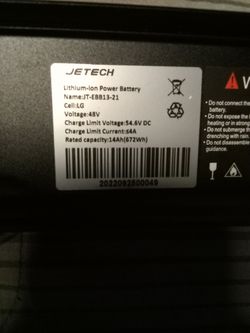 JETECH
Lithium-ion Power Battery
Name:JT-EBB13-21
Cell:LG
Voltage:48V
Charge Limit Voltage:54.6V DC
Charge Limit Current:≤4A
Rated capacity:14Ah(672Wh)
2022092500049
• Do not connect the
battery.
• Do not expose the
heating or in strong
• Do not submerge th
drenching with rain.
• Do not disassemble
guidance.